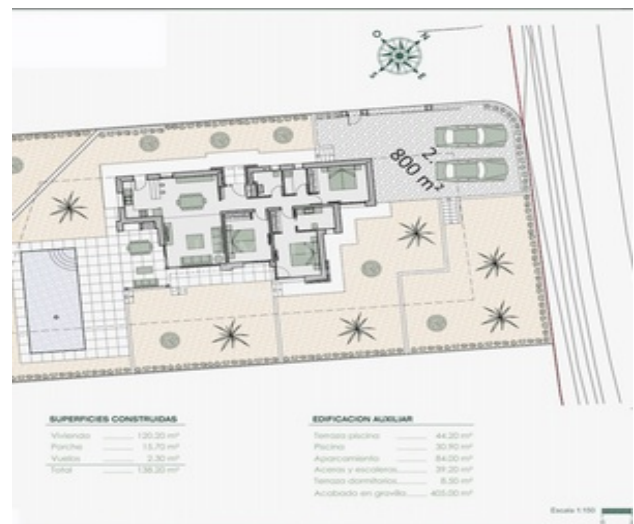 O
N
S
E
2.
800 m²
SUPERFICIES CONSTRUIDAS
Vivienda 120.20 m²
Porche 15.70 m²
Vuelos 2.30 m²
Total 138.20 m²
EDIFICACION AUXILIAR
Terraza piscina 44.20 m²
Piscina 30.90 m²
Aparcamiento 84.00 m²
Aceras y escaleras 39.20 m²
Terraza dormitorios 8.50 m²
Acabado en gravilla 405.00 m²
Escala 1:150